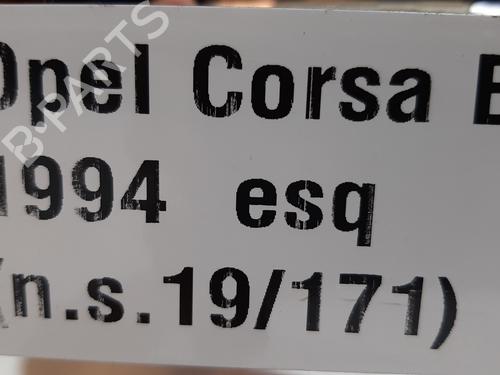 Opel Corsa B
1994 esq
(n.s.19/171)
B-PARTS